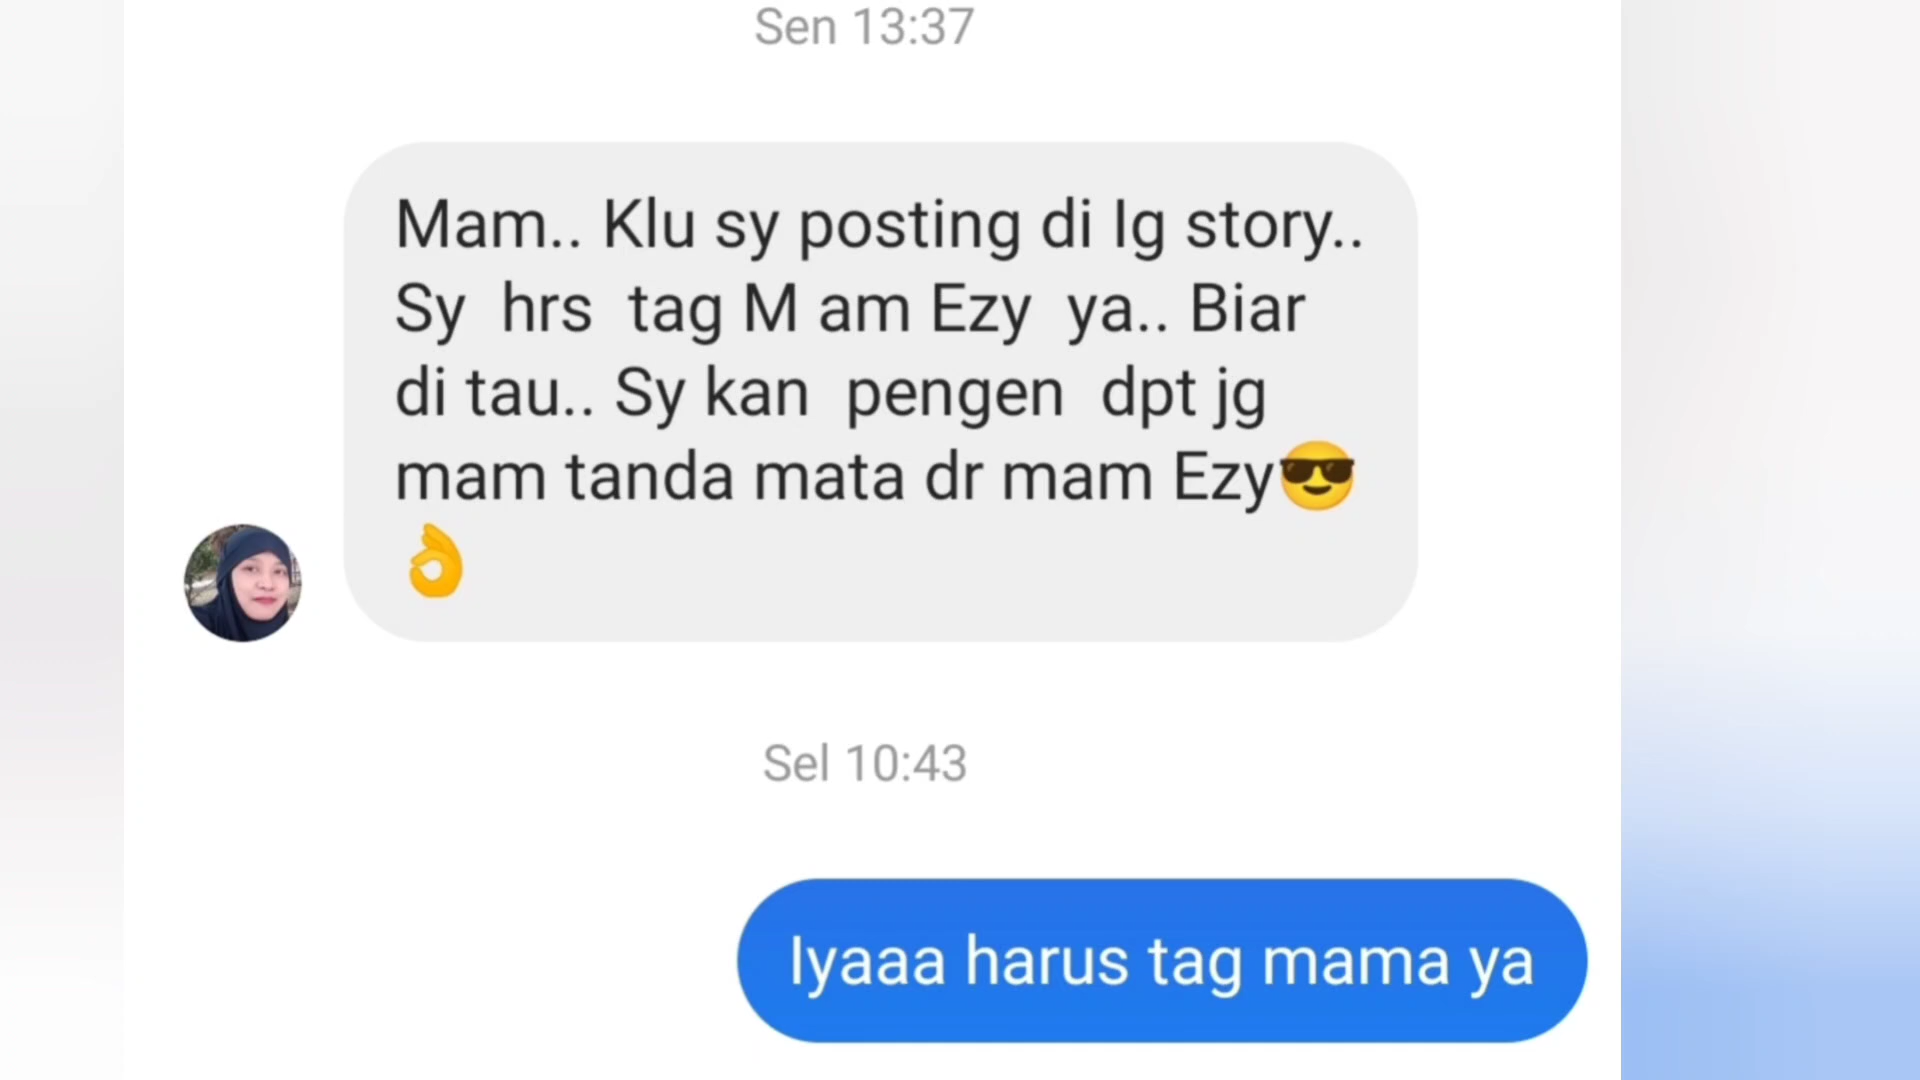 Sen 13:37
Mam.. Klu sy posting di Ig story..
Sy hrs tag M am Ezy ya.. Biar
di tau.. Sy kan pengen dpt jg
mam tanda mata dr mam Ezy😎
👌
Sel 10:43
Iyaaa harus tag mama ya